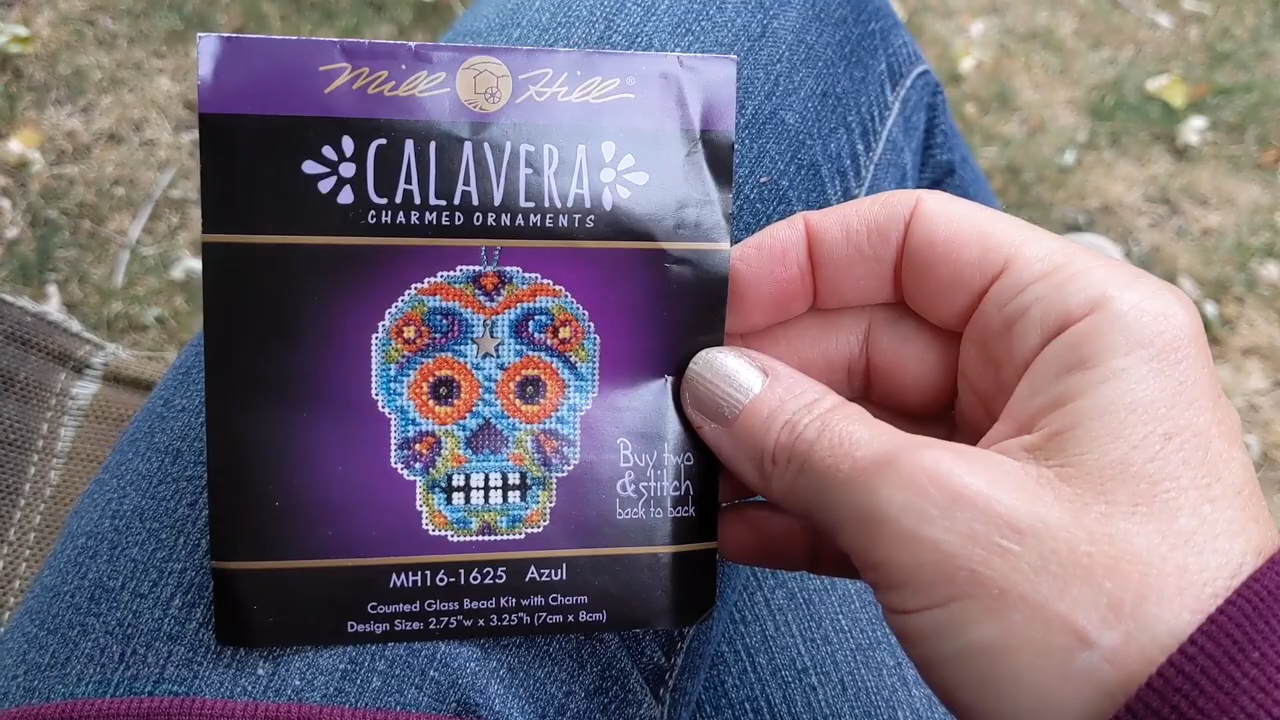 Mill Hill®
CALAVERA
CHARMED ORNAMENTS
Buy two
& stitch
back to back
MH16-1625 Azul
Counted Glass Bead Kit with Charm
Design Size: 2.75"w x 3.25"h (7cm x 8cm)